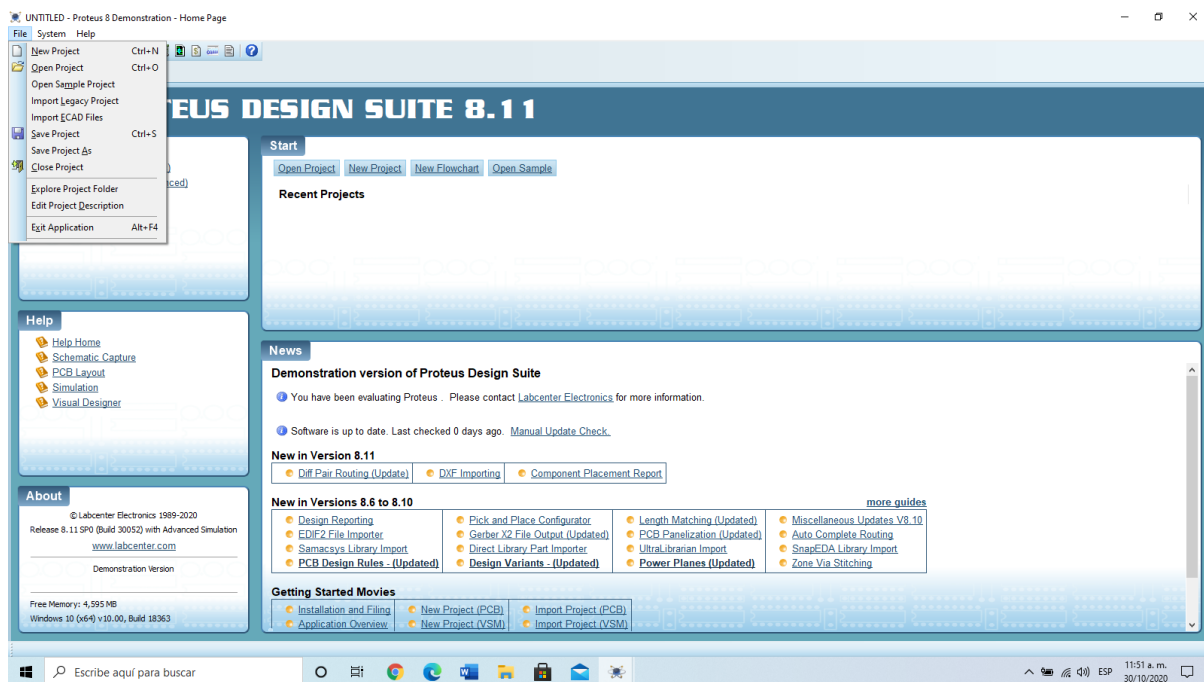 UNTITLED - Proteus 8 Demonstration - Home Page
File System Help
New Project Ctrl+N
Open Project Ctrl+O
Open Sample Project
Import Legacy Project
Import ECAD Files
Save Project Ctrl+S
Save Project As
Close Project
Explore Project Folder
Edit Project Description
Exit Application Alt+F4
EUS DESIGN SUITE 8.11
Start
Open Project New Project New Flowchart Open Sample
Recent Projects
Help
Help Home
Schematic Capture
PCB Layout
Simulation
Visual Designer
About
© Labcenter Electronics 1989-2020
Release 8.11 SP0 (Build 30052) with Advanced Simulation
www.labcenter.com
Demonstration Version
Free Memory: 4,595 MB
Windows 10 (x64) v10.00, Build 18363
News
Demonstration version of Proteus Design Suite
You have been evaluating Proteus . Please contact Labcenter Electronics for more information.
Software is up to date. Last checked 0 days ago. Manual Update Check.
New in Version 8.11
Diff Pair Routing (Update) DXF Importing Component Placement Report
New in Versions 8.6 to 8.10 more guides
Design Reporting Pick and Place Configurator Length Matching (Updated) Miscellaneous Updates V8.10
EDIF2 File Importer Gerber X2 File Output (Updated) PCB Panelization (Updated) Auto Complete Routing
Samacsys Library Import Direct Library Part Importer UltraLibrarian Import SnapEDA Library Import
PCB Design Rules - (Updated) Design Variants - (Updated) Power Planes (Updated) Zone Via Stitching
Getting Started Movies
Installation and Filing New Project (PCB) Import Project (PCB)
Application Overview New Project (VSM) Import Project (VSM)
Escribe aquí para buscar
ESP
11:51 a. m.
30/10/2020